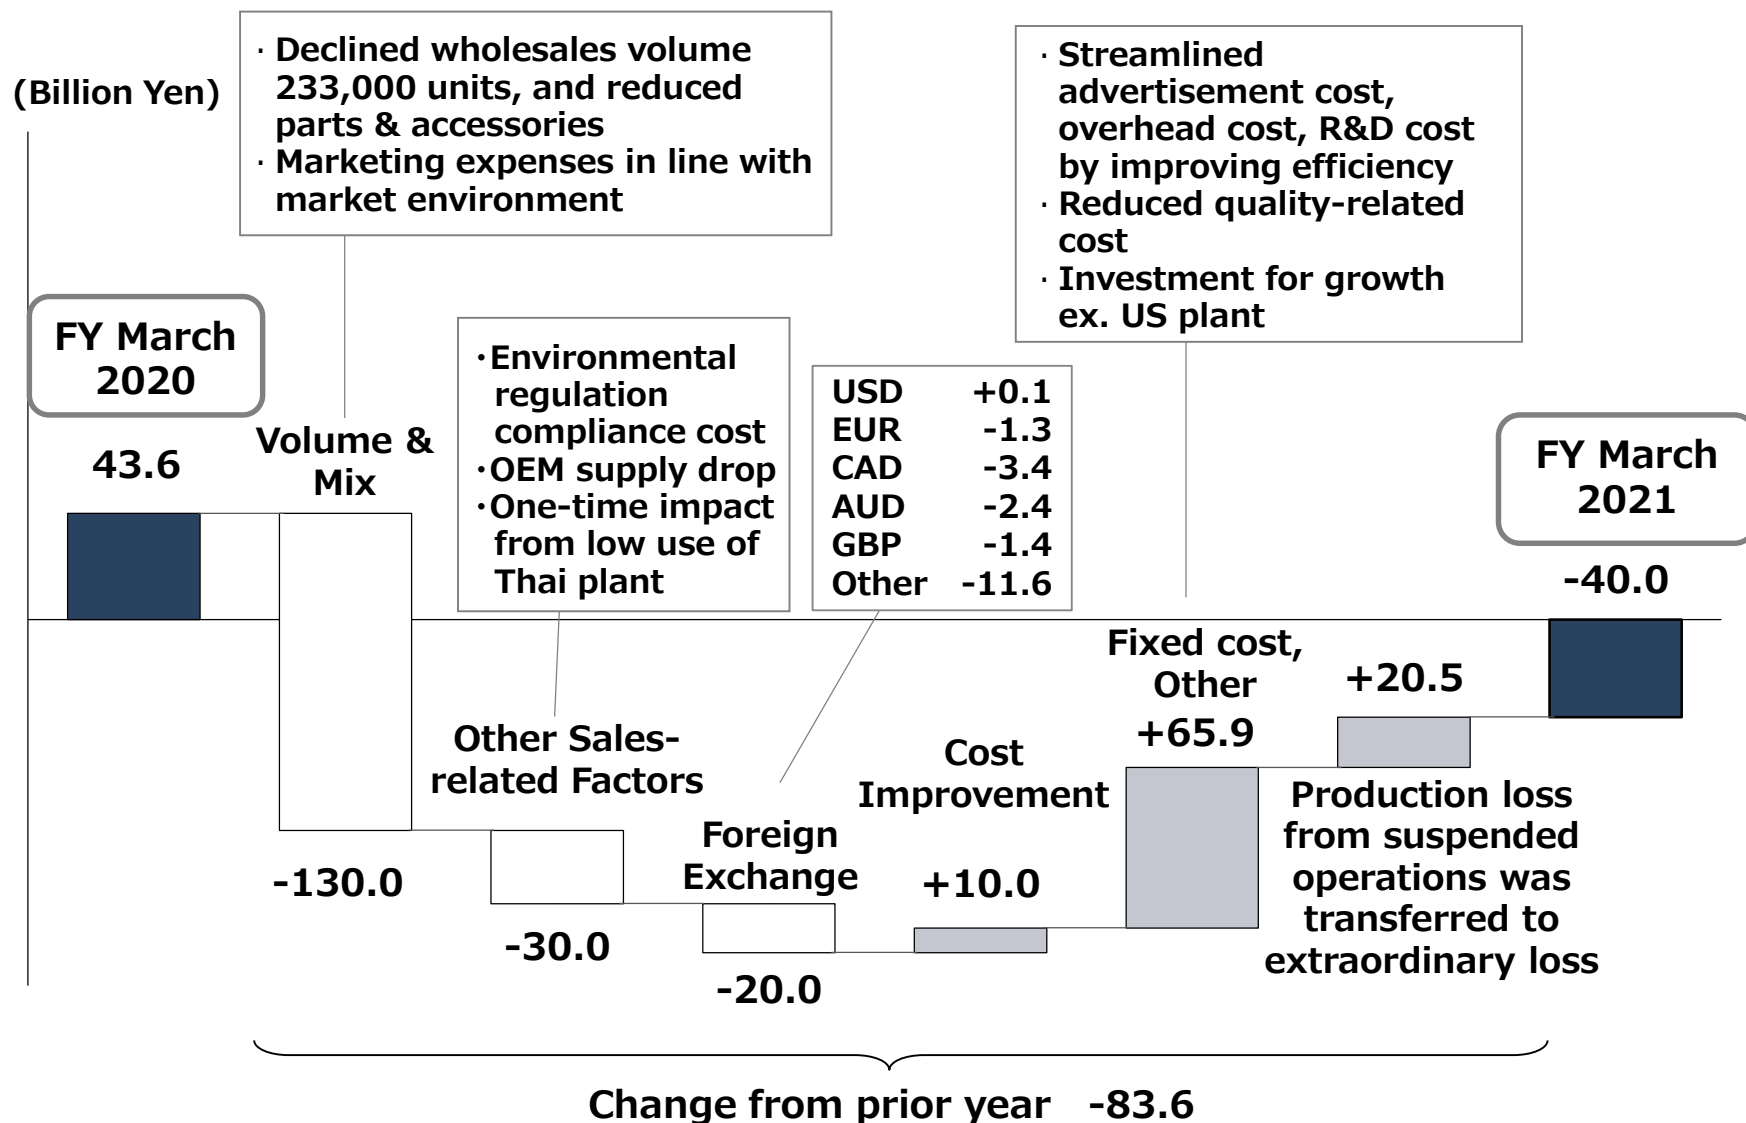 (Billion Yen)
· Declined wholesales volume
233,000 units, and reduced
parts & accessories
· Marketing expenses in line with
market environment
· Streamlined
advertisement cost,
overhead cost, R&D cost
by improving efficiency
· Reduced quality-related
cost
· Investment for growth
ex. US plant
FY March
2020
43.6
Volume &
Mix
-130.0
·Environmental
regulation
compliance cost
·OEM supply drop
·One-time impact
from low use of
Thai plant
Other Sales-
related Factors
-30.0
USD +0.1
EUR -1.3
CAD -3.4
AUD -2.4
GBP -1.4
Other -11.6
Foreign
Exchange
-20.0
Cost
Improvement
+10.0
Fixed cost,
Other
+65.9
+20.5
Production loss
from suspended
operations was
transferred to
extraordinary loss
FY March
2021
-40.0
Change from prior year -83.6